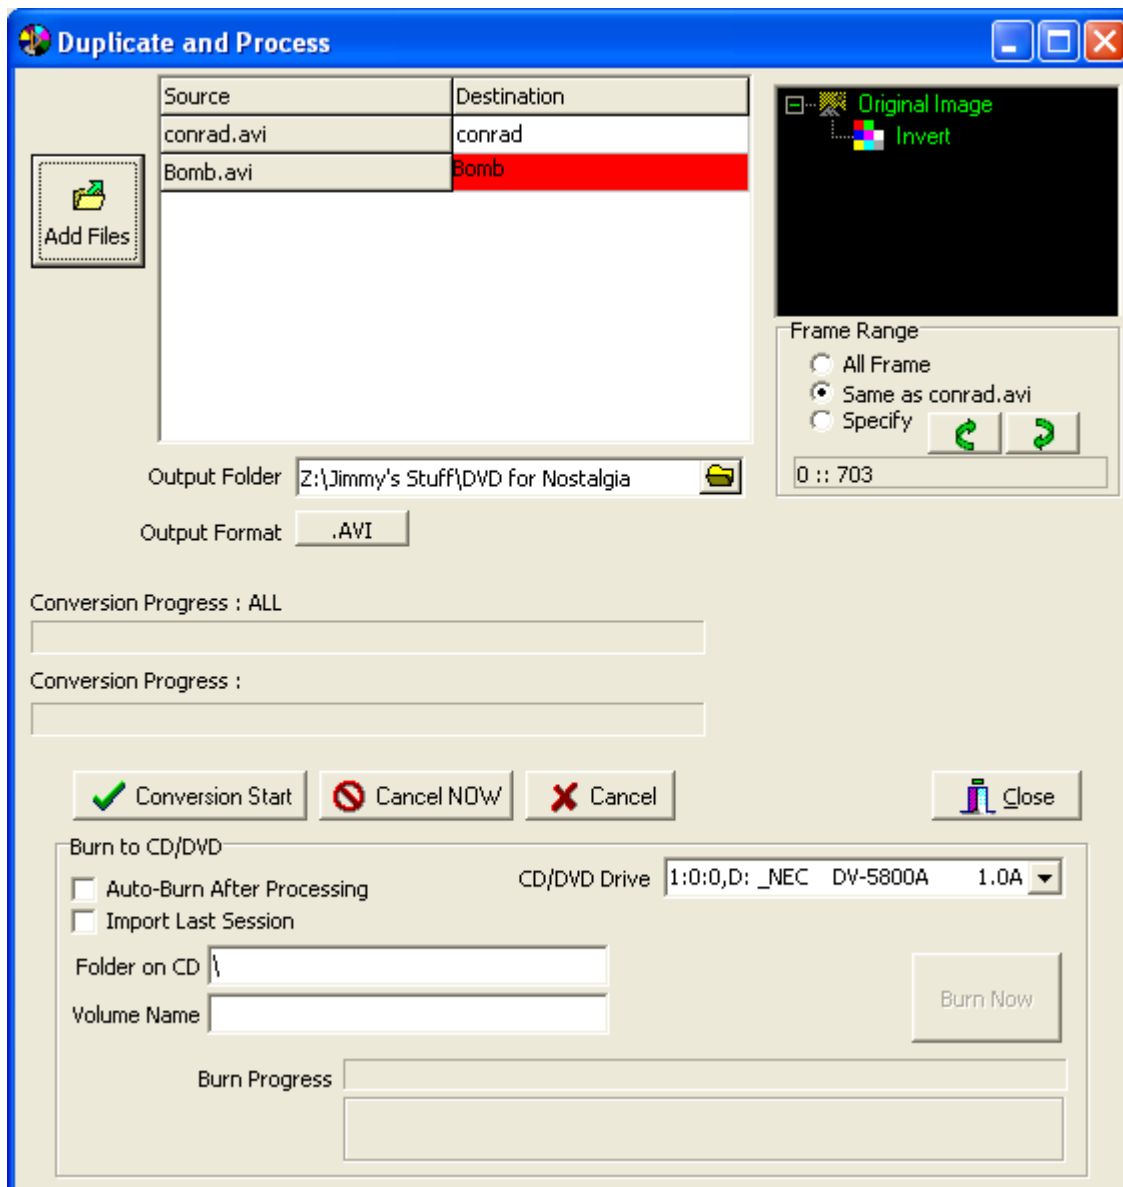 Duplicate and Process
Source Destination
conrad.avi conrad
Bomb.avi Bomb
Add Files
Original Image
Invert
Frame Range
All Frame
Same as conrad.avi
Specify
0 :: 703
Output Folder Z:\Jimmy's Stuff\DVD for Nostalgia
Output Format .AVI
Conversion Progress : ALL
Conversion Progress :
Conversion Start Cancel NOW Cancel Close
Burn to CD/DVD
Auto-Burn After Processing
CD/DVD Drive 1:0:0,D: _NEC DV-5800A 1.0A
Import Last Session
Folder on CD \
Volume Name
Burn Now
Burn Progress